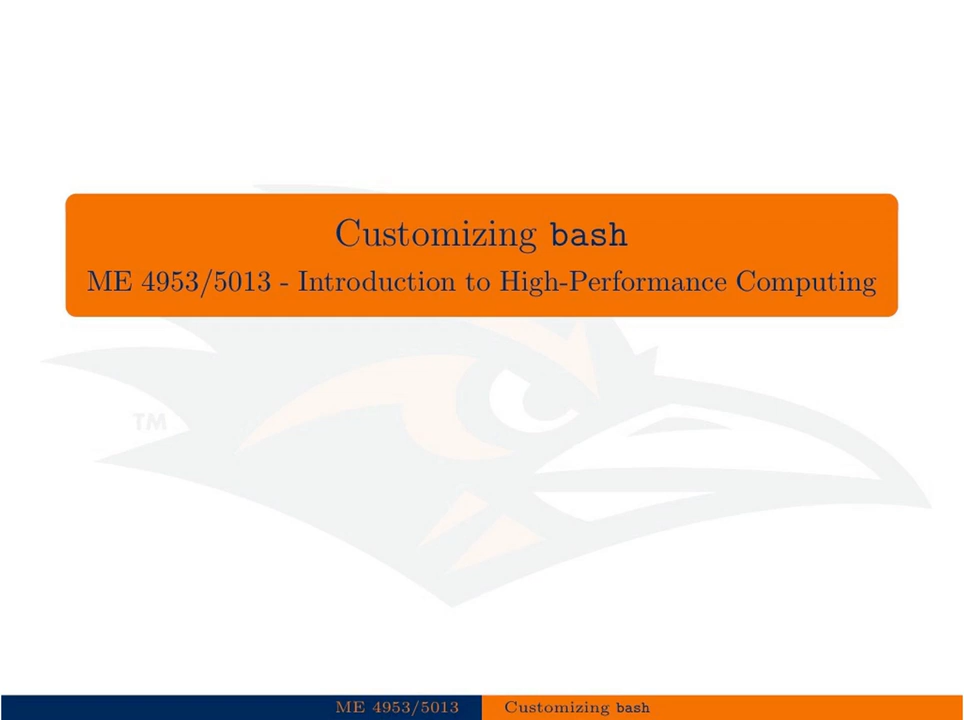 Customizing bash
ME 4953/5013 - Introduction to High-Performance Computing
TM
ME 4953/5013 Customizing bash